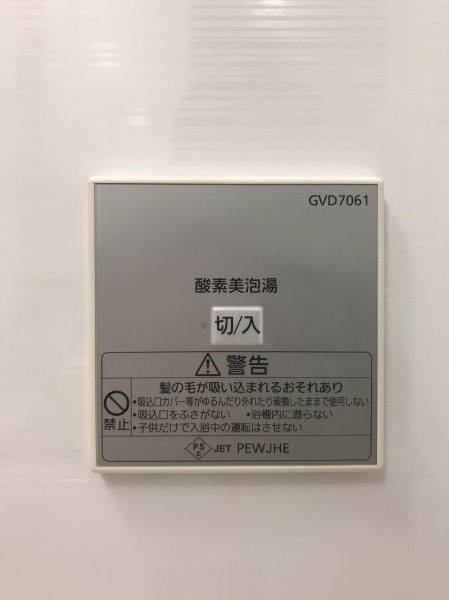 GVD7061
酸素美泡湯
切/入
警告
髪の毛が吸い込まれるおそれあり
•吸込口カバー等がゆるんだり外れたり破損したままで使用しない
•吸込口をふさがない •浴槽内に潜らない
禁止 •子供だけで入浴中の運転はさせない
PS C JET PEWJHE